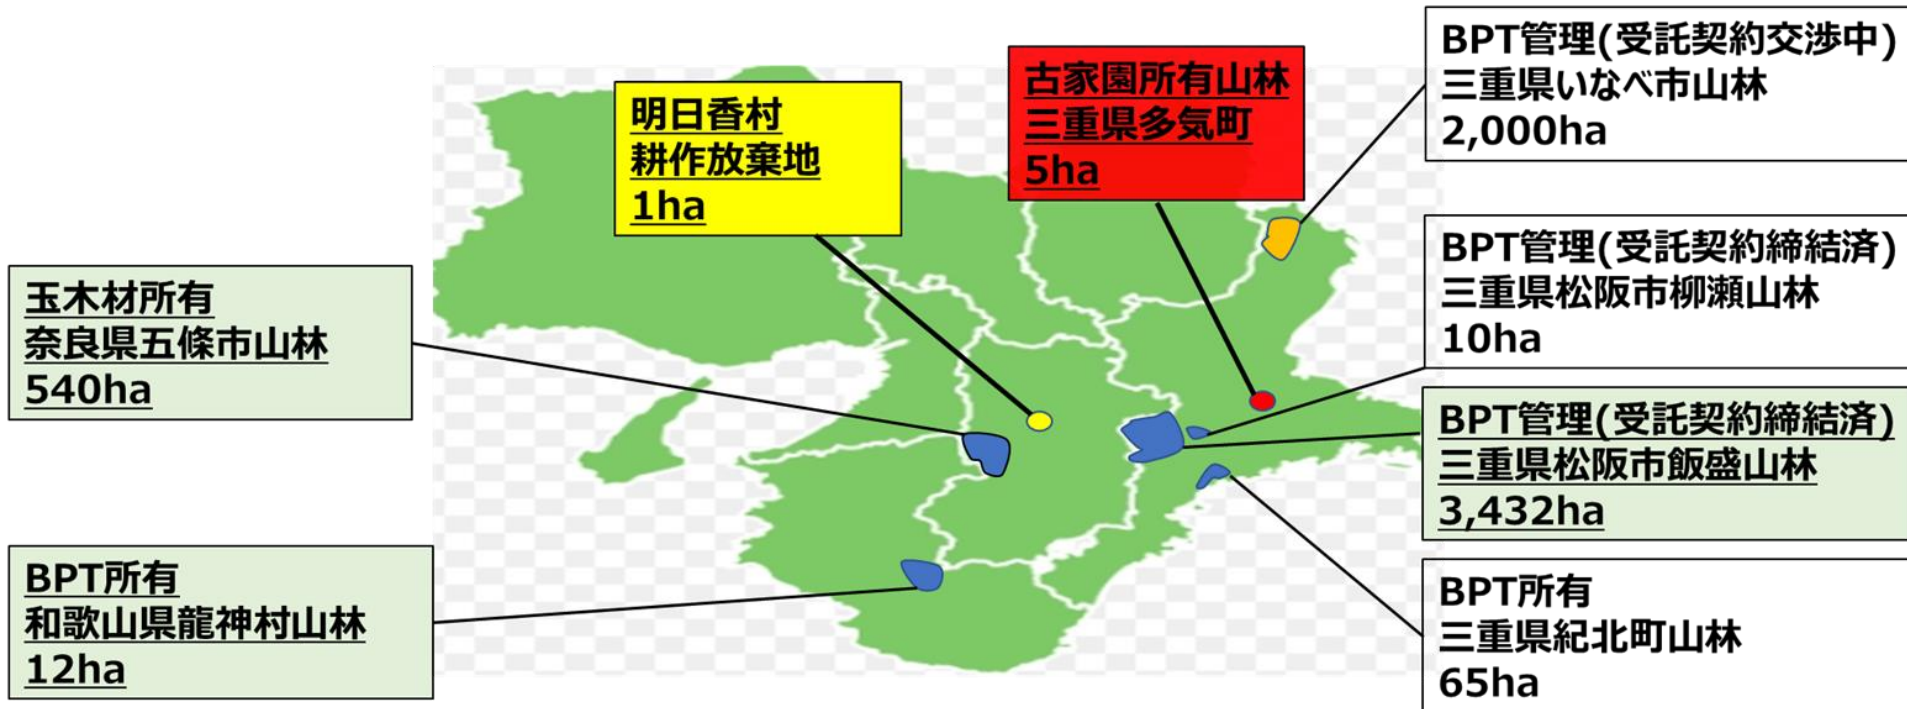 明日香村
耕作放棄地
1ha
古家園所有山林
三重県多気町
5ha
BPT管理(受託契約交渉中)
三重県いなべ市山林
2,000ha
BPT管理(受託契約締結済)
三重県松阪市柳瀬山林
10ha
玉木材所有
奈良県五條市山林
540ha
BPT管理(受託契約締結済)
三重県松阪市飯盛山林
3,432ha
BPT所有
和歌山県龍神村山林
12ha
BPT所有
三重県紀北町山林
65ha